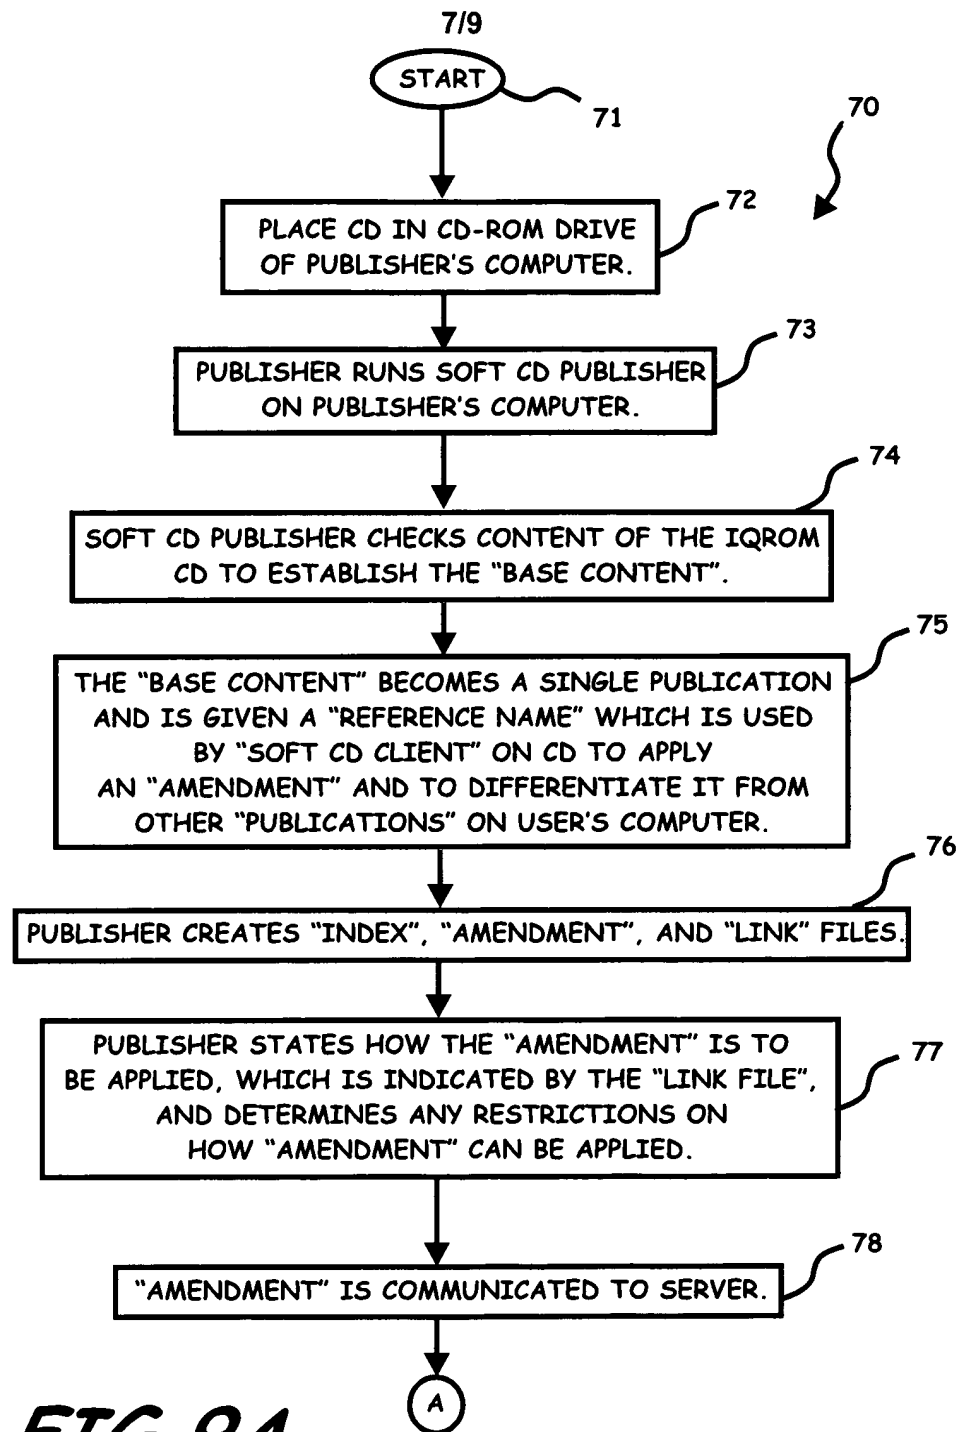 7/9
START
71
70
72
PLACE CD IN CD-ROM DRIVE
OF PUBLISHER'S COMPUTER.
73
PUBLISHER RUNS SOFT CD PUBLISHER
ON PUBLISHER'S COMPUTER.
74
SOFT CD PUBLISHER CHECKS CONTENT OF THE IQROM
CD TO ESTABLISH THE “BASE CONTENT”.
75
THE “BASE CONTENT” BECOMES A SINGLE PUBLICATION
AND IS GIVEN A “REFERENCE NAME” WHICH IS USED
BY “SOFT CD CLIENT” ON CD TO APPLY
AN “AMENDMENT” AND TO DIFFERENTIATE IT FROM
OTHER “PUBLICATIONS” ON USER'S COMPUTER.
76
PUBLISHER CREATES “INDEX”, “AMENDMENT”, AND “LINK” FILES.
77
PUBLISHER STATES HOW THE “AMENDMENT” IS TO
BE APPLIED, WHICH IS INDICATED BY THE “LINK FILE”,
AND DETERMINES ANY RESTRICTIONS ON
HOW “AMENDMENT” CAN BE APPLIED.
78
“AMENDMENT” IS COMMUNICATED TO SERVER.
A
FIG 9A